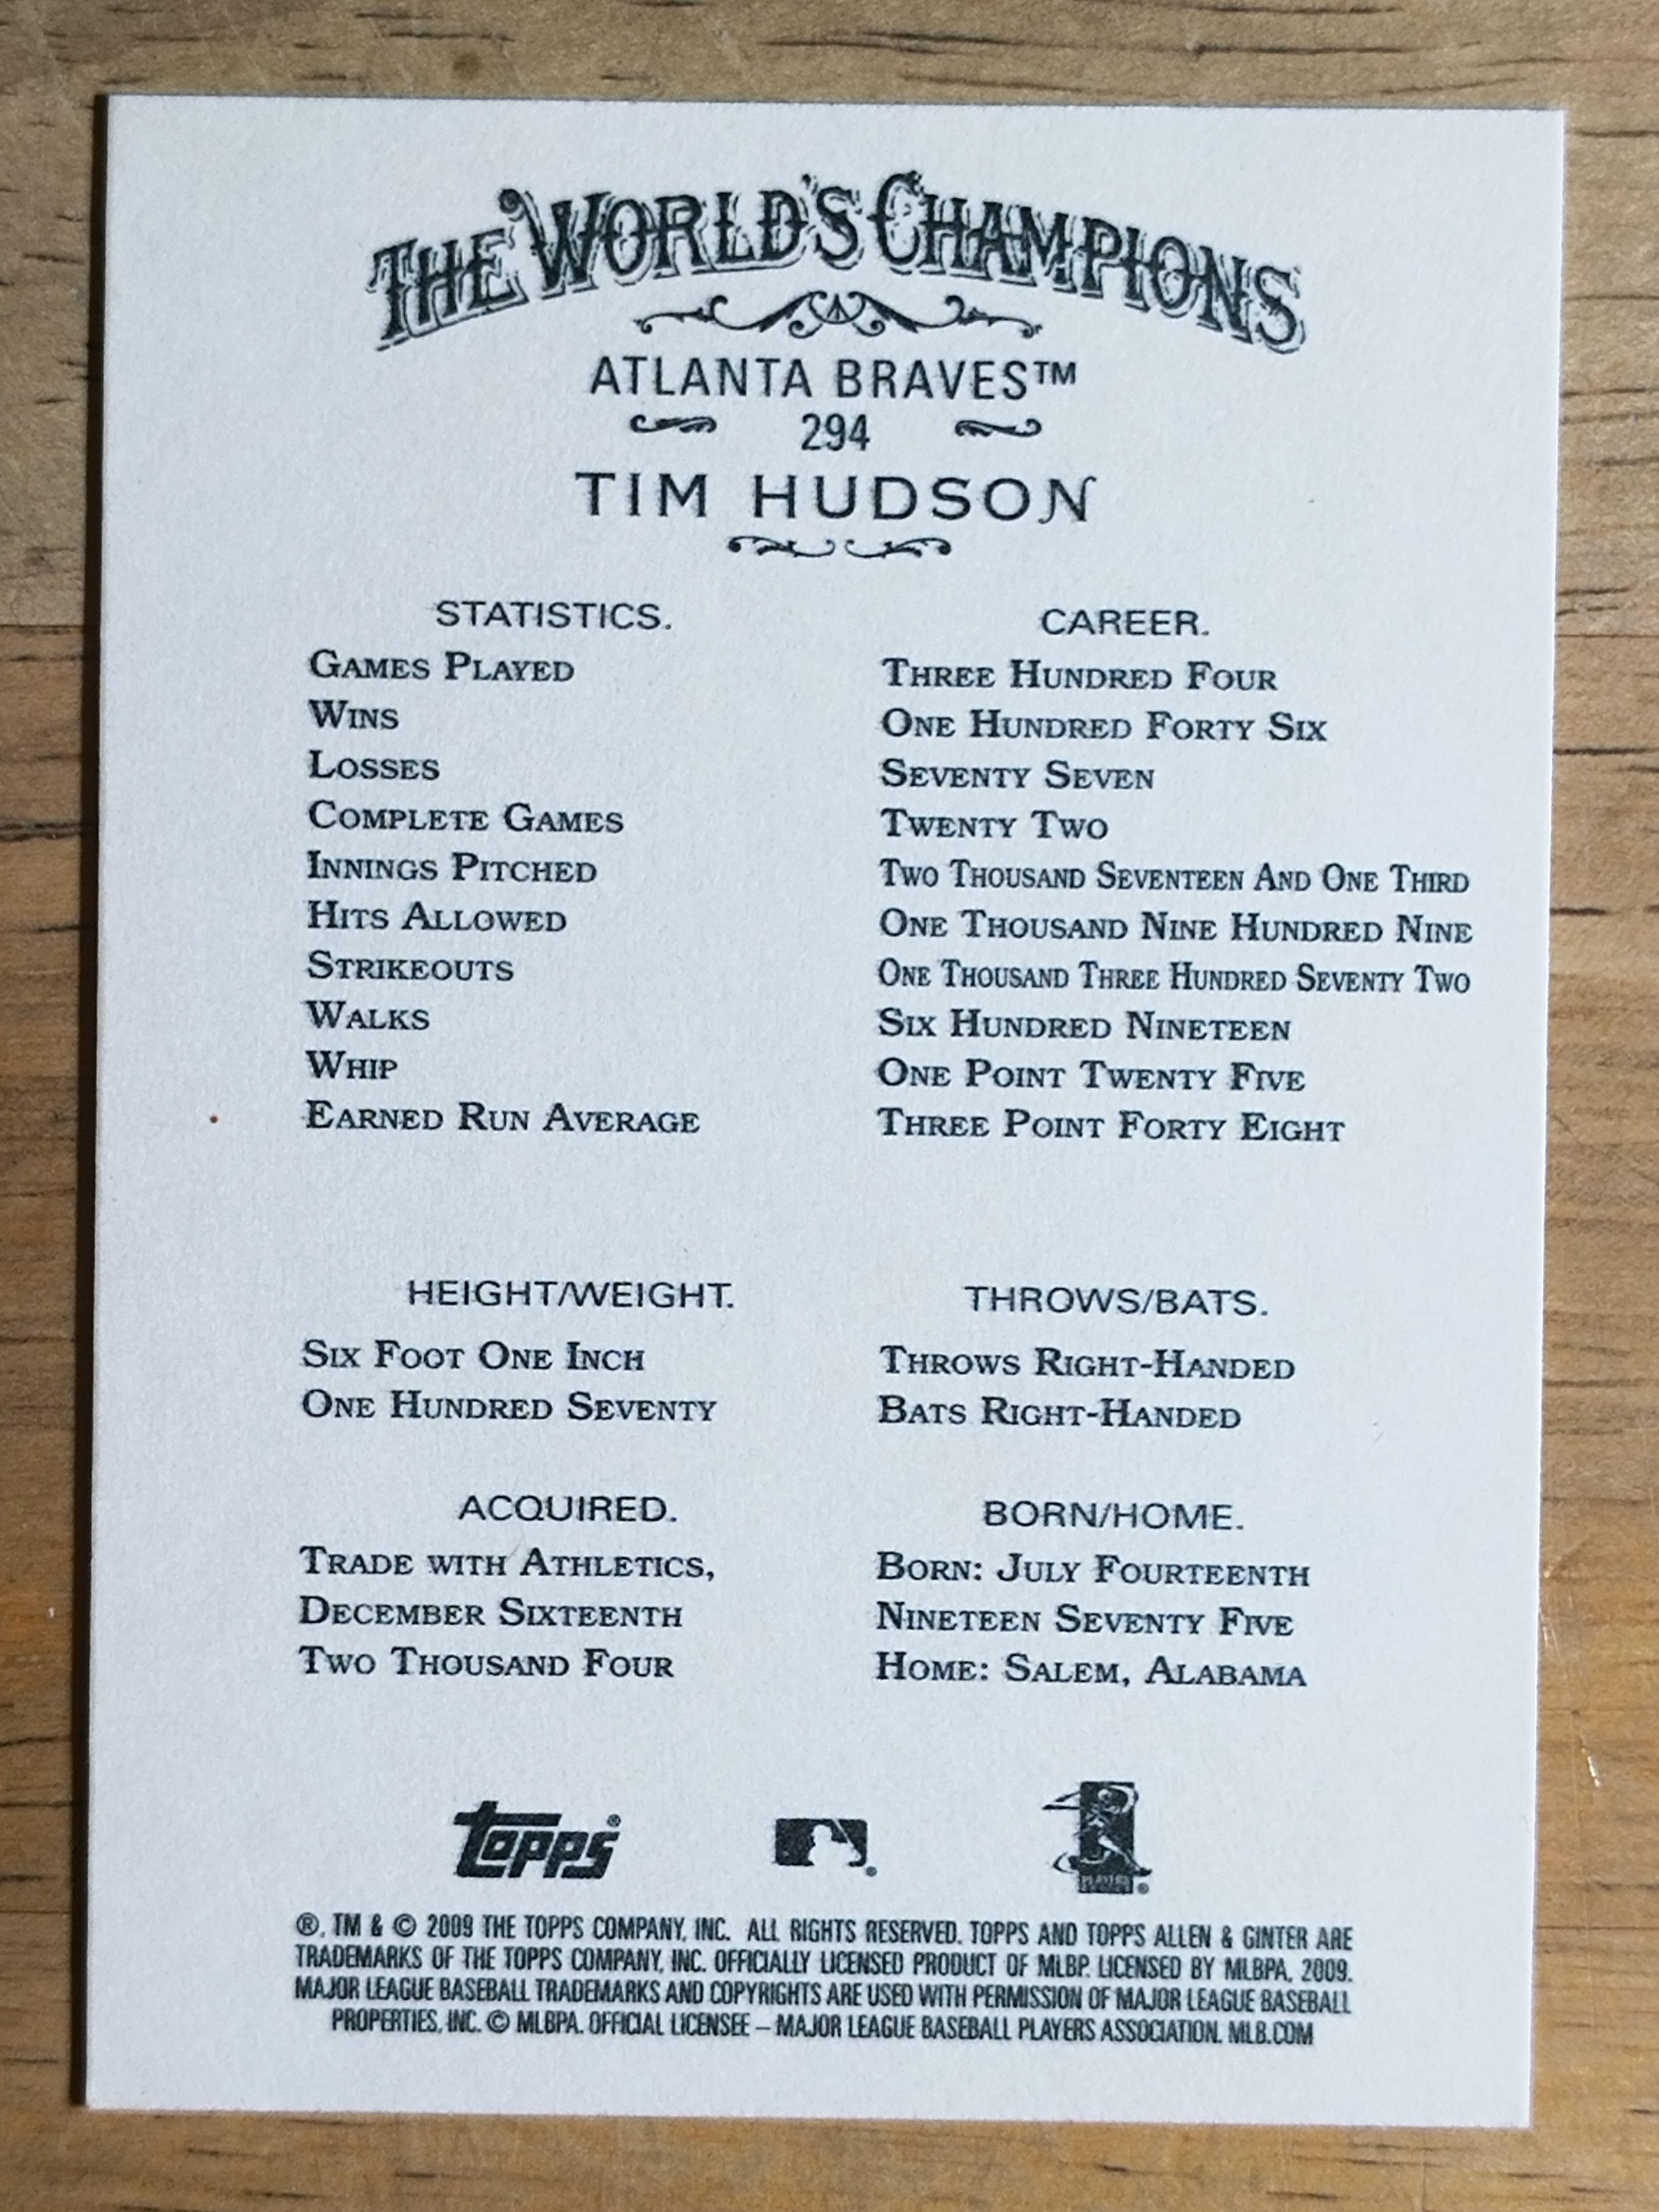 THE WORLD'S CHAMPIONS
ATLANTA BRAVES™
294
TIM HUDSON
STATISTICS. CAREER.
GAMES PLAYED THREE HUNDRED FOUR
WINS ONE HUNDRED FORTY SIX
LOSSES SEVENTY SEVEN
COMPLETE GAMES TWENTY TWO
INNINGS PITCHED TWO THOUSAND SEVENTEEN AND ONE THIRD
HITS ALLOWED ONE THOUSAND NINE HUNDRED NINE
STRIKEOUTS ONE THOUSAND THREE HUNDRED SEVENTY TWO
WALKS SIX HUNDRED NINETEEN
WHIP ONE POINT TWENTY FIVE
EARNED RUN AVERAGE THREE POINT FORTY EIGHT
HEIGHT/WEIGHT.
SIX FOOT ONE INCH
ONE HUNDRED SEVENTY
THROWS/BATS.
THROWS RIGHT-HANDED
BATS RIGHT-HANDED
ACQUIRED.
TRADE WITH ATHLETICS,
DECEMBER SIXTEENTH
TWO THOUSAND FOUR
BORN/HOME.
BORN: JULY FOURTEENTH
NINETEEN SEVENTY FIVE
HOME: SALEM, ALABAMA
topps®
®
PLAYERS ®
®, TM & © 2009 THE TOPPS COMPANY, INC. ALL RIGHTS RESERVED. TOPPS AND TOPPS ALLEN & GINTER ARE
TRADEMARKS OF THE TOPPS COMPANY, INC. OFFICIALLY LICENSED PRODUCT OF MLBP. LICENSED BY MLBPA, 2009.
MAJOR LEAGUE BASEBALL TRADEMARKS AND COPYRIGHTS ARE USED WITH PERMISSION OF MAJOR LEAGUE BASEBALL
PROPERTIES, INC. © MLBPA. OFFICIAL LICENSEE – MAJOR LEAGUE BASEBALL PLAYERS ASSOCIATION. MLB.COM